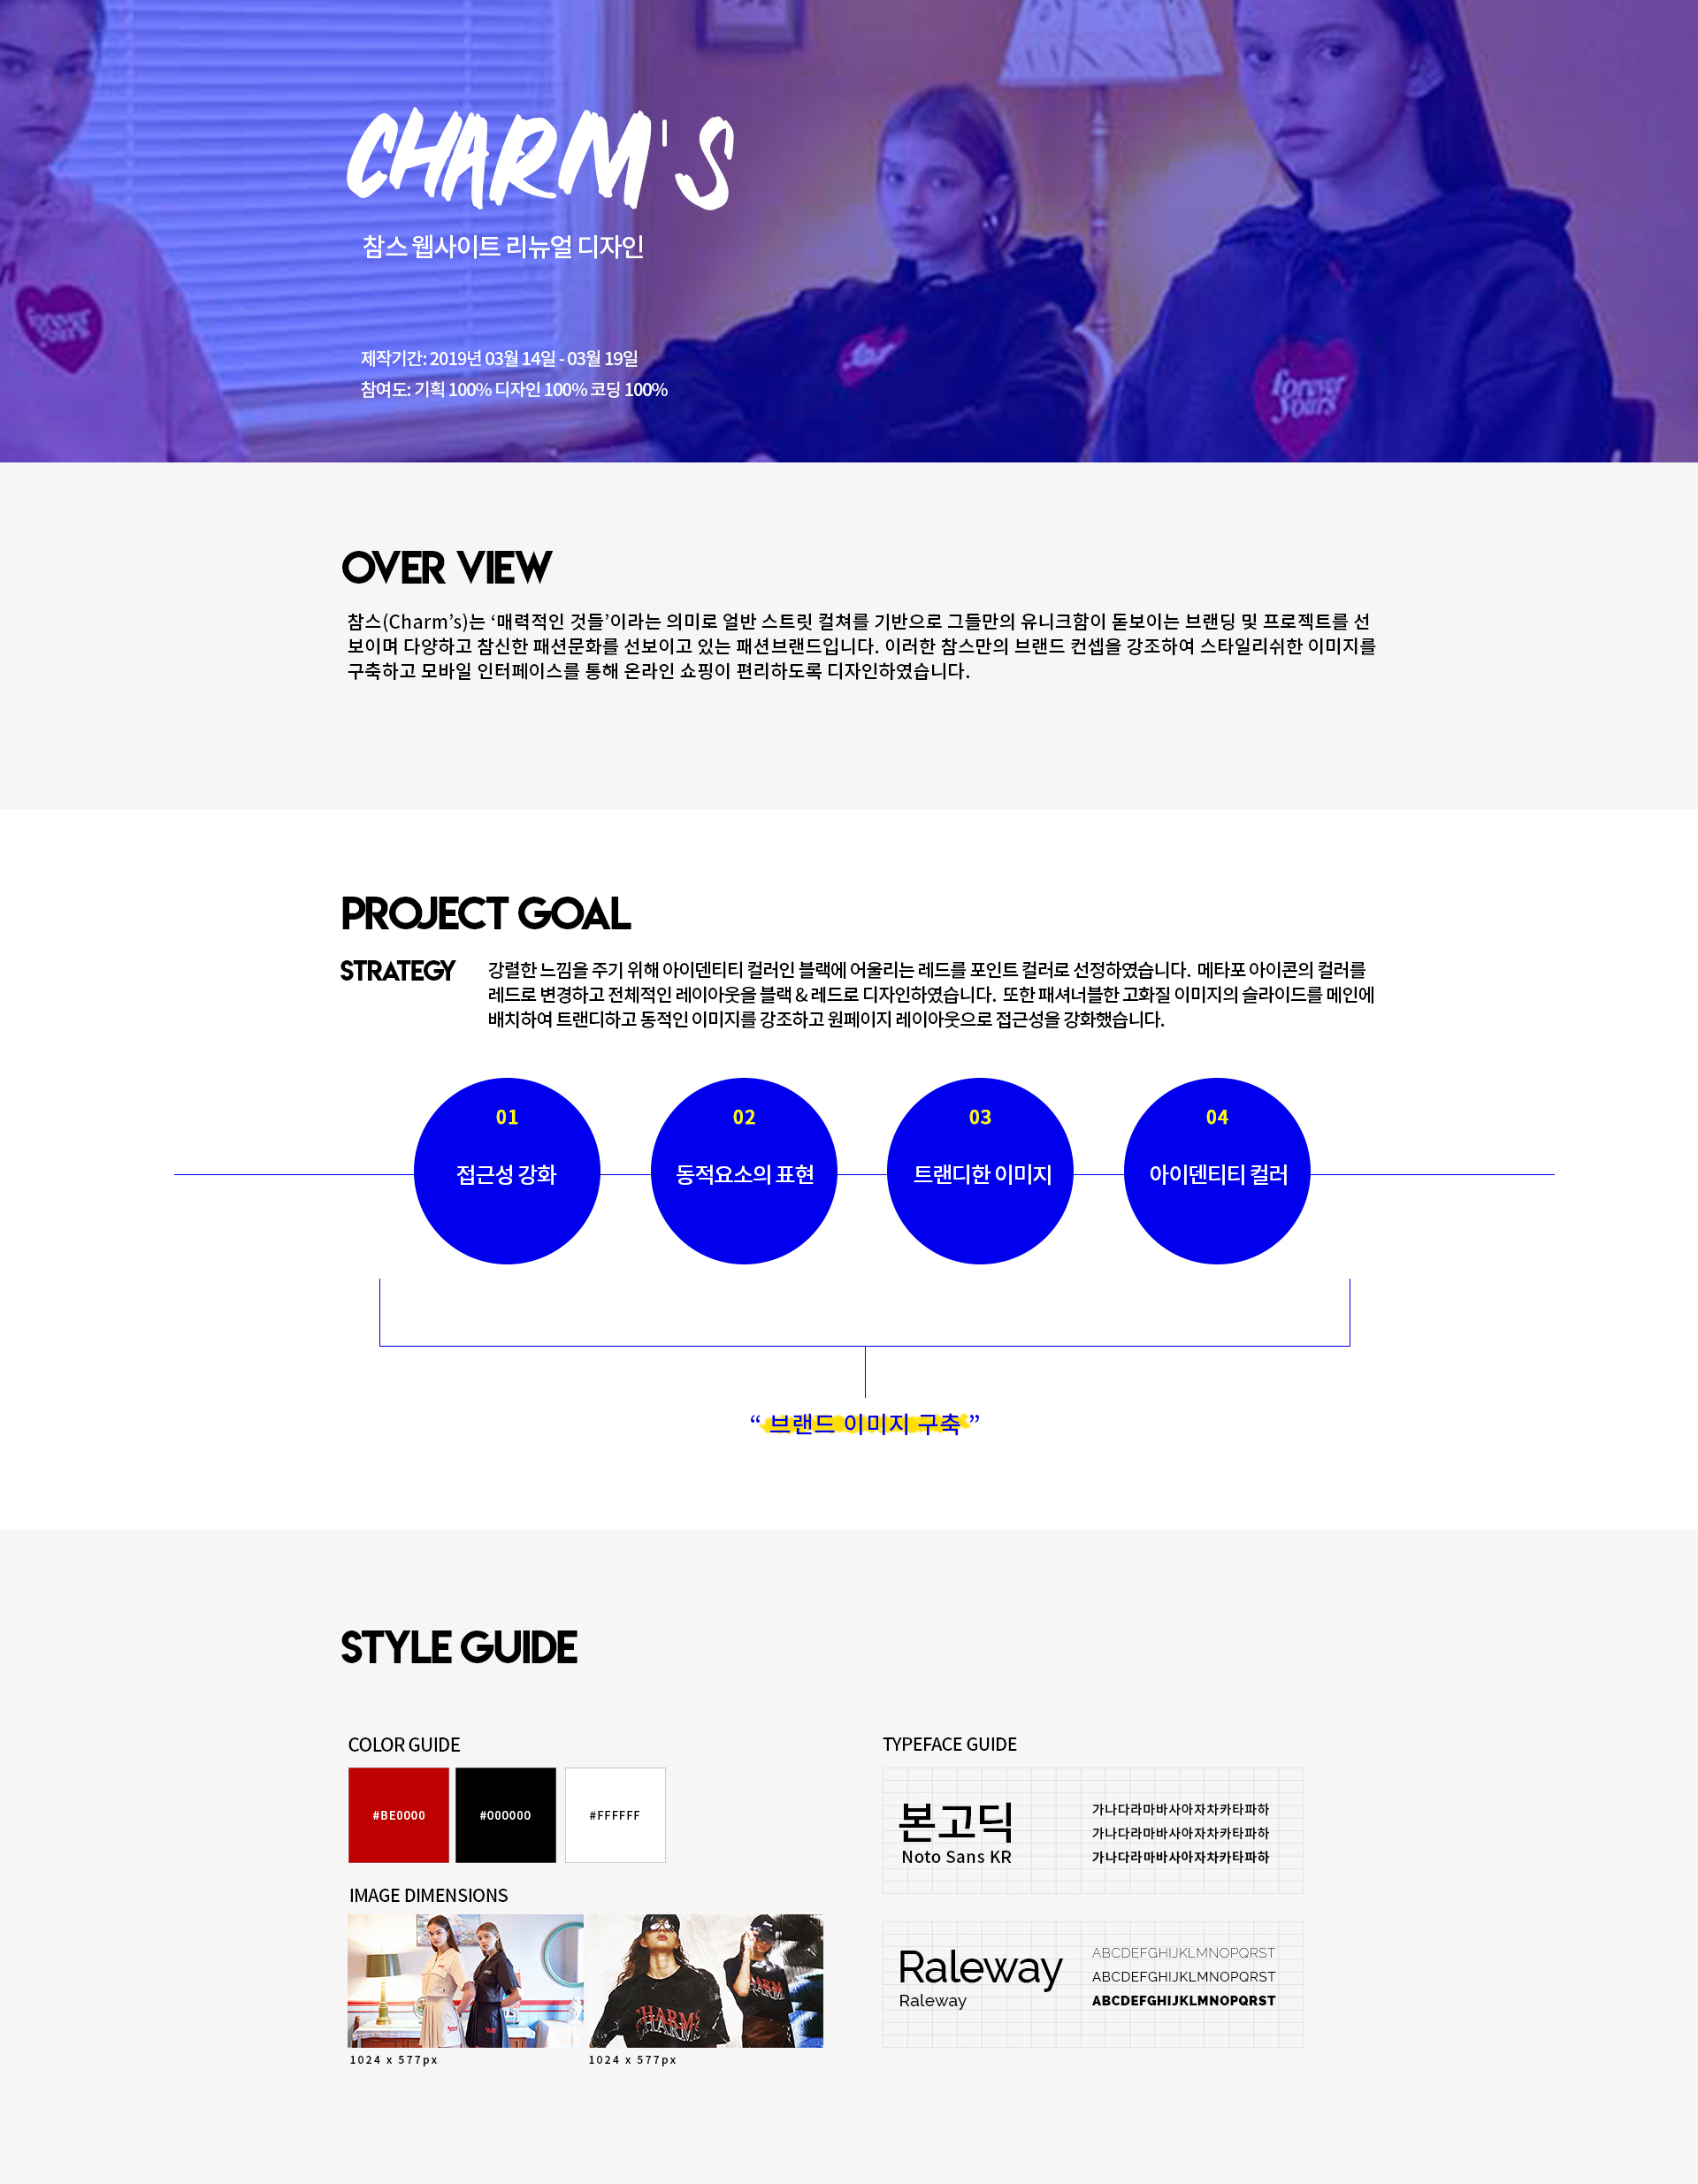 CHARM'S
참스 웹사이트 리뉴얼 디자인
forever
yours
forever
yours
제작기간: 2019년 03월 14일 - 03월 19일
참여도: 기획 100% 디자인 100% 코딩 100%
OVER VIEW
참스(Charm’s)는 ‘매력적인 것들’이라는 의미로 얼반 스트릿 컬쳐를 기반으로 그들만의 유니크함이 돋보이는 브랜딩 및 프로젝트를 선
보이며 다양하고 참신한 패션문화를 선보이고 있는 패션브랜드입니다. 이러한 참스만의 브랜드 컨셉을 강조하여 스타일리쉬한 이미지를
구축하고 모바일 인터페이스를 통해 온라인 쇼핑이 편리하도록 디자인하였습니다.
PROJECT GOAL
STRATEGY
강렬한 느낌을 주기 위해 아이덴티티 컬러인 블랙에 어울리는 레드를 포인트 컬러로 선정하였습니다. 메타포 아이콘의 컬러를
레드로 변경하고 전체적인 레이아웃을 블랙 & 레드로 디자인하였습니다. 또한 패셔너블한 고화질 이미지의 슬라이드를 메인에
배치하여 트랜디하고 동적인 이미지를 강조하고 원페이지 레이아웃으로 접근성을 강화했습니다.
01
접근성 강화
02
동적요소의 표현
03
트랜디한 이미지
04
아이덴티티 컬러
“ 브랜드 이미지 구축 ”
STYLE GUIDE
COLOR GUIDE
#BE0000
#000000
#FFFFFF
IMAGE DIMENSIONS
CHARMS
CHARMS
1024 x 577px
1024 x 577px
TYPEFACE GUIDE
본고딕
Noto Sans KR
가나다라마바사아자차카타파하
가나다라마바사아자차카타파하
가나다라마바사아자차카타파하
Raleway
Raleway
ABCDEFGHIJKLMNOPQRST
ABCDEFGHIJKLMNOPQRST
ABCDEFGHIJKLMNOPQRST